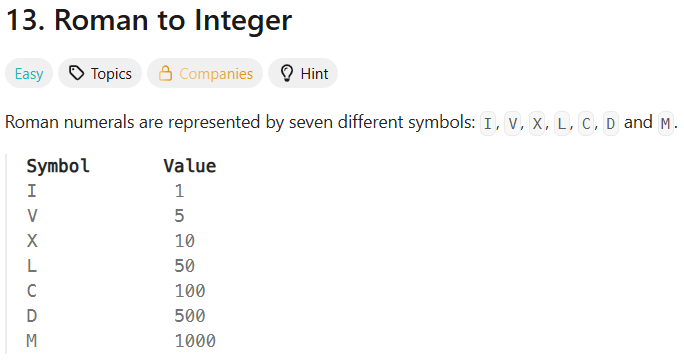 13. Roman to Integer
Easy Topics Companies Hint
Roman numerals are represented by seven different symbols: I, V, X, L, C, D and M.
Symbol Value
I 1
V 5
X 10
L 50
C 100
D 500
M 1000